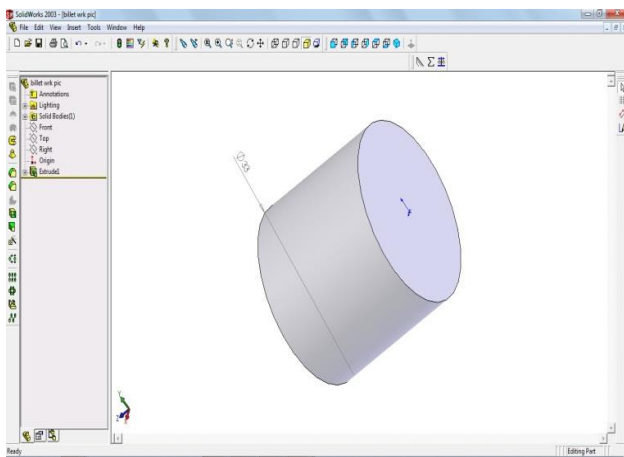 SolidWorks 2003 - [billet wrk pic]
File Edit View Insert Tools Window Help
billet wrk pic
Annotations
Lighting
Solid Bodies(1)
Front
Top
Right
Origin
Extrude1
Ø33
Y
Z
Ready
Editing Part